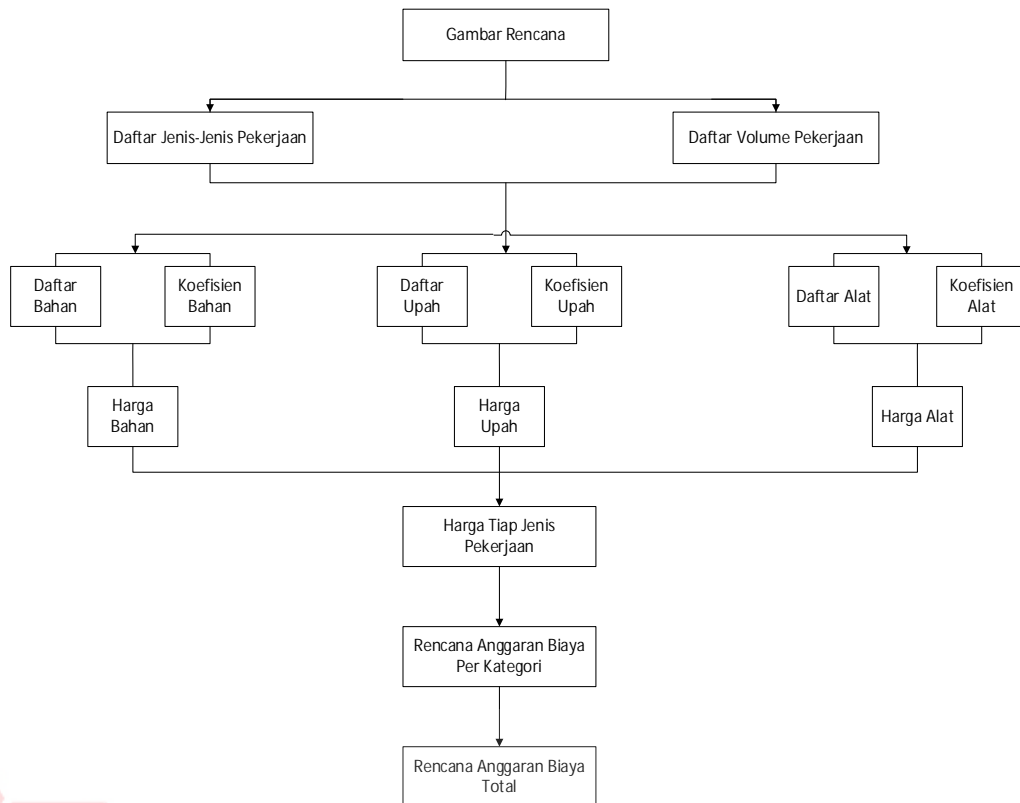 Gambar Rencana
Daftar Jenis-Jenis Pekerjaan
Daftar Volume Pekerjaan
Daftar
Bahan
Koefisien
Bahan
Daftar
Upah
Koefisien
Upah
Daftar Alat
Koefisien
Alat
Harga
Bahan
Harga
Upah
Harga Alat
Harga Tiap Jenis
Pekerjaan
Rencana Anggaran Biaya
Per Kategori
Rencana Anggaran Biaya
Total